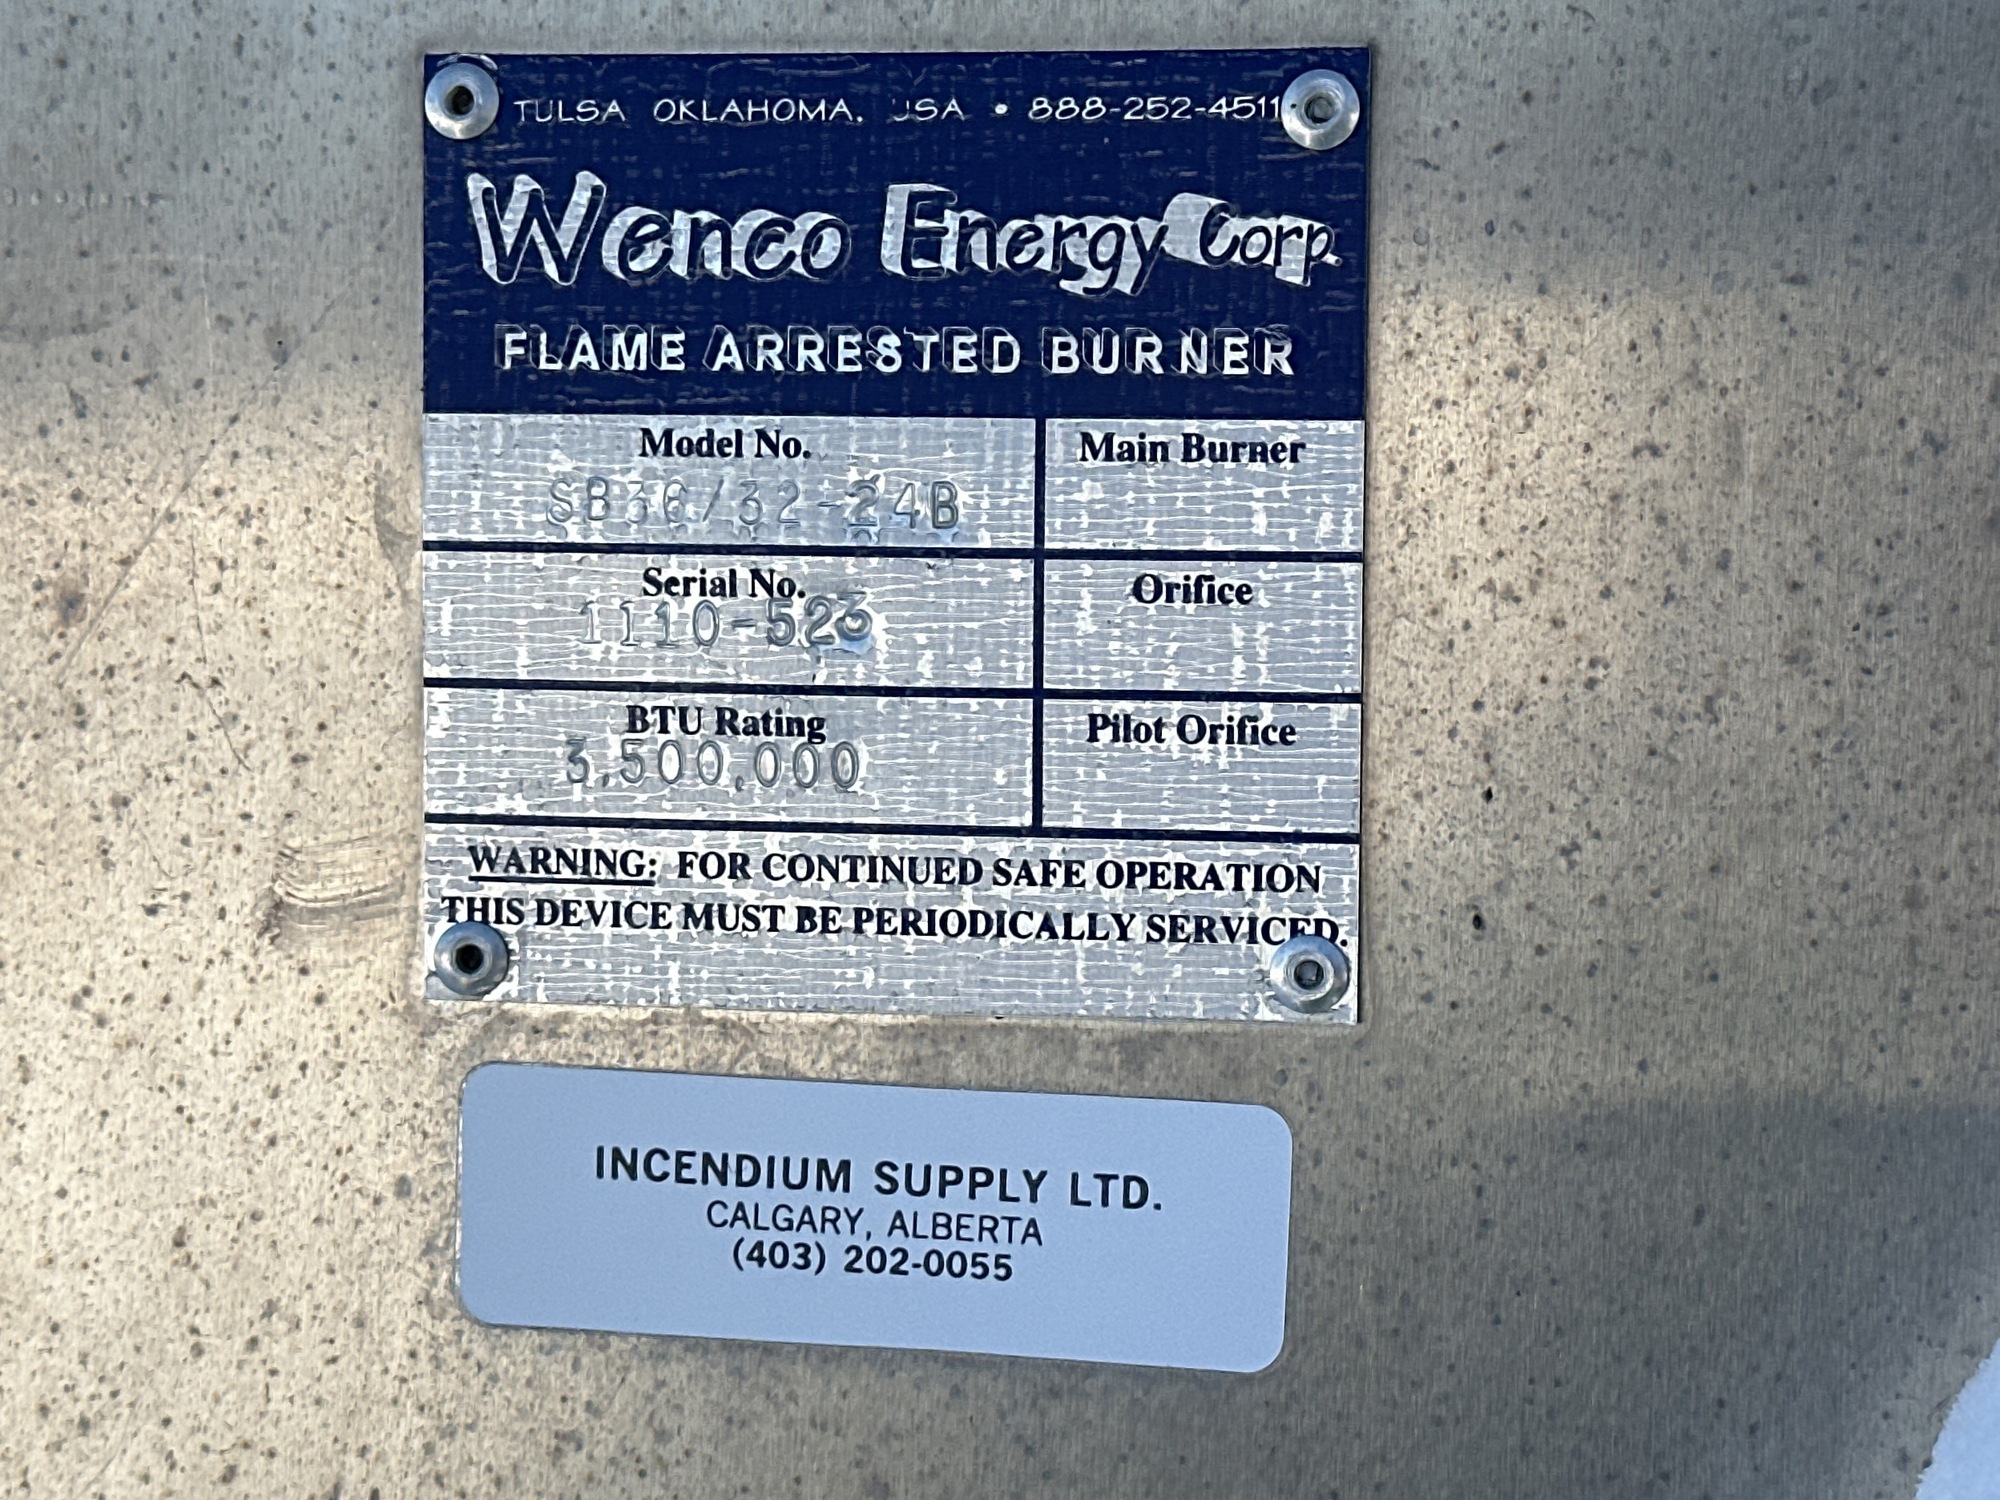 TULSA OKLAHOMA. USA • 888-252-4511
Wenco Energy Corp.
FLAME ARRESTED BURNER
Model No.
SB36/32-24B
Main Burner
Serial No.
1110-523
Orifice
BTU Rating
3,500,000
Pilot Orifice
WARNING: FOR CONTINUED SAFE OPERATION
THIS DEVICE MUST BE PERIODICALLY SERVICED.
INCENDIUM SUPPLY LTD.
CALGARY, ALBERTA
(403) 202-0055